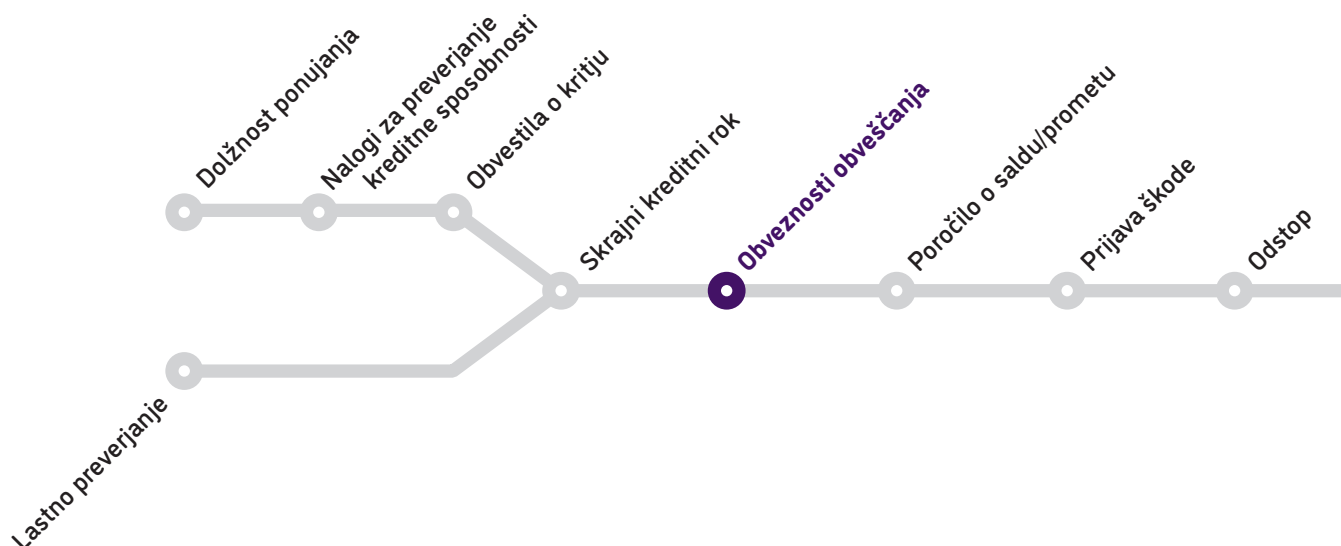 Dolžnost ponujanja
Nalogi za preverjanje
kreditne sposobnosti
Obvestila o kritju
Skrajni kreditni rok
Obveznosti obveščanja
Poročilo o saldu/prometu
Prijava škode
Odstop
Lastno preverjanje